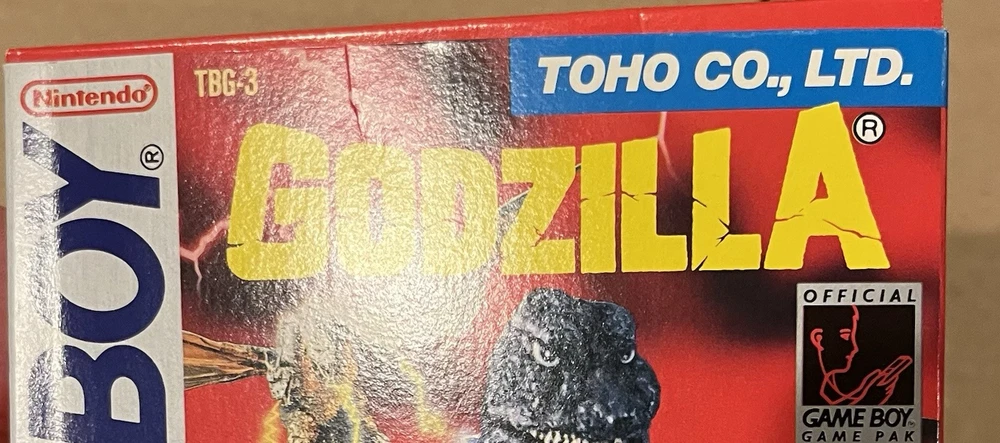 Nintendo®
BOY®
TBG-3
TOHO CO., LTD.
GODZILLA®
OFFICIAL
GAME BOY
GAME PAK